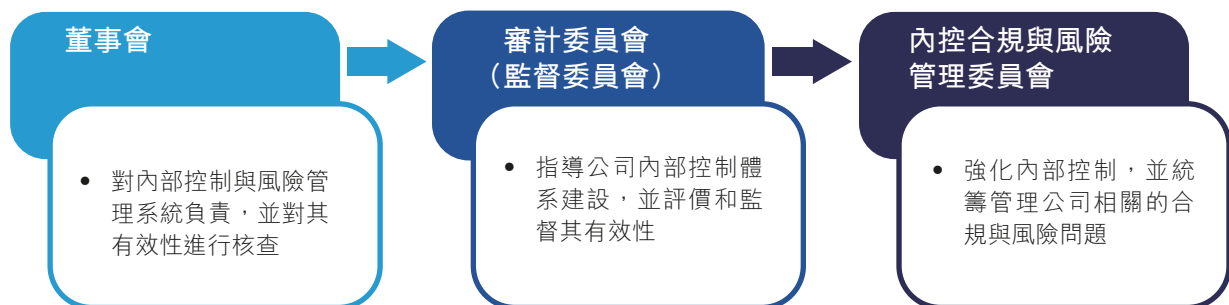 董事會
• 對內部控制與風險管
理系統負責，並對其
有效性進行核查
審計委員會
（監督委員會）
• 指導公司內部控制體
系建設，並評價和監
督其有效性
內控合規與風險
管理委員會
• 強化內部控制，並統
籌管理公司相關的合
規與風險問題